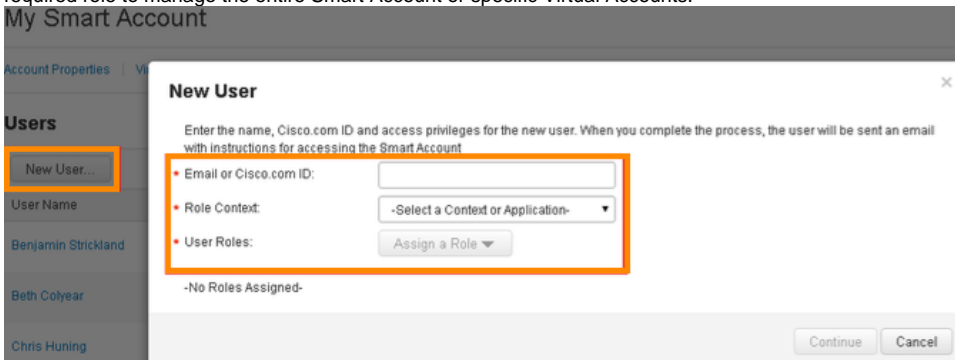 required role to manage the entire Smart Account or specific Virtual Accounts.
My Smart Account
Account Properties | Vi
New User
×
Enter the name, Cisco.com ID and access privileges for the new user. When you complete the process, the user will be sent an email
with instructions for accessing the Smart Account
Users
New User...
* Email or Cisco.com ID:
User Name
* Role Context:
-Select a Context or Application-
Benjamin Strickland
* User Roles:
Assign a Role
-No Roles Assigned-
Beth Colyear
Chris Huning
Continue
Cancel